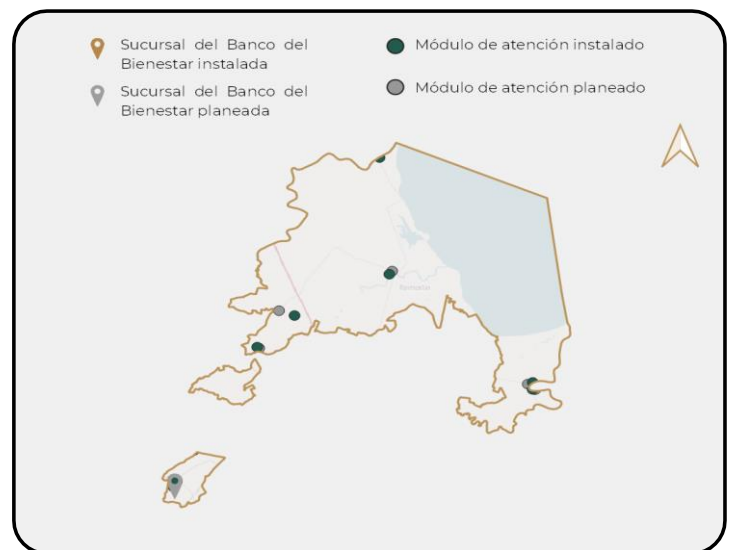 Sucursal del Banco del
Bienestar instalada
Sucursal del Banco del
Bienestar planeada
Módulo de atención instalado
Módulo de atención planeado